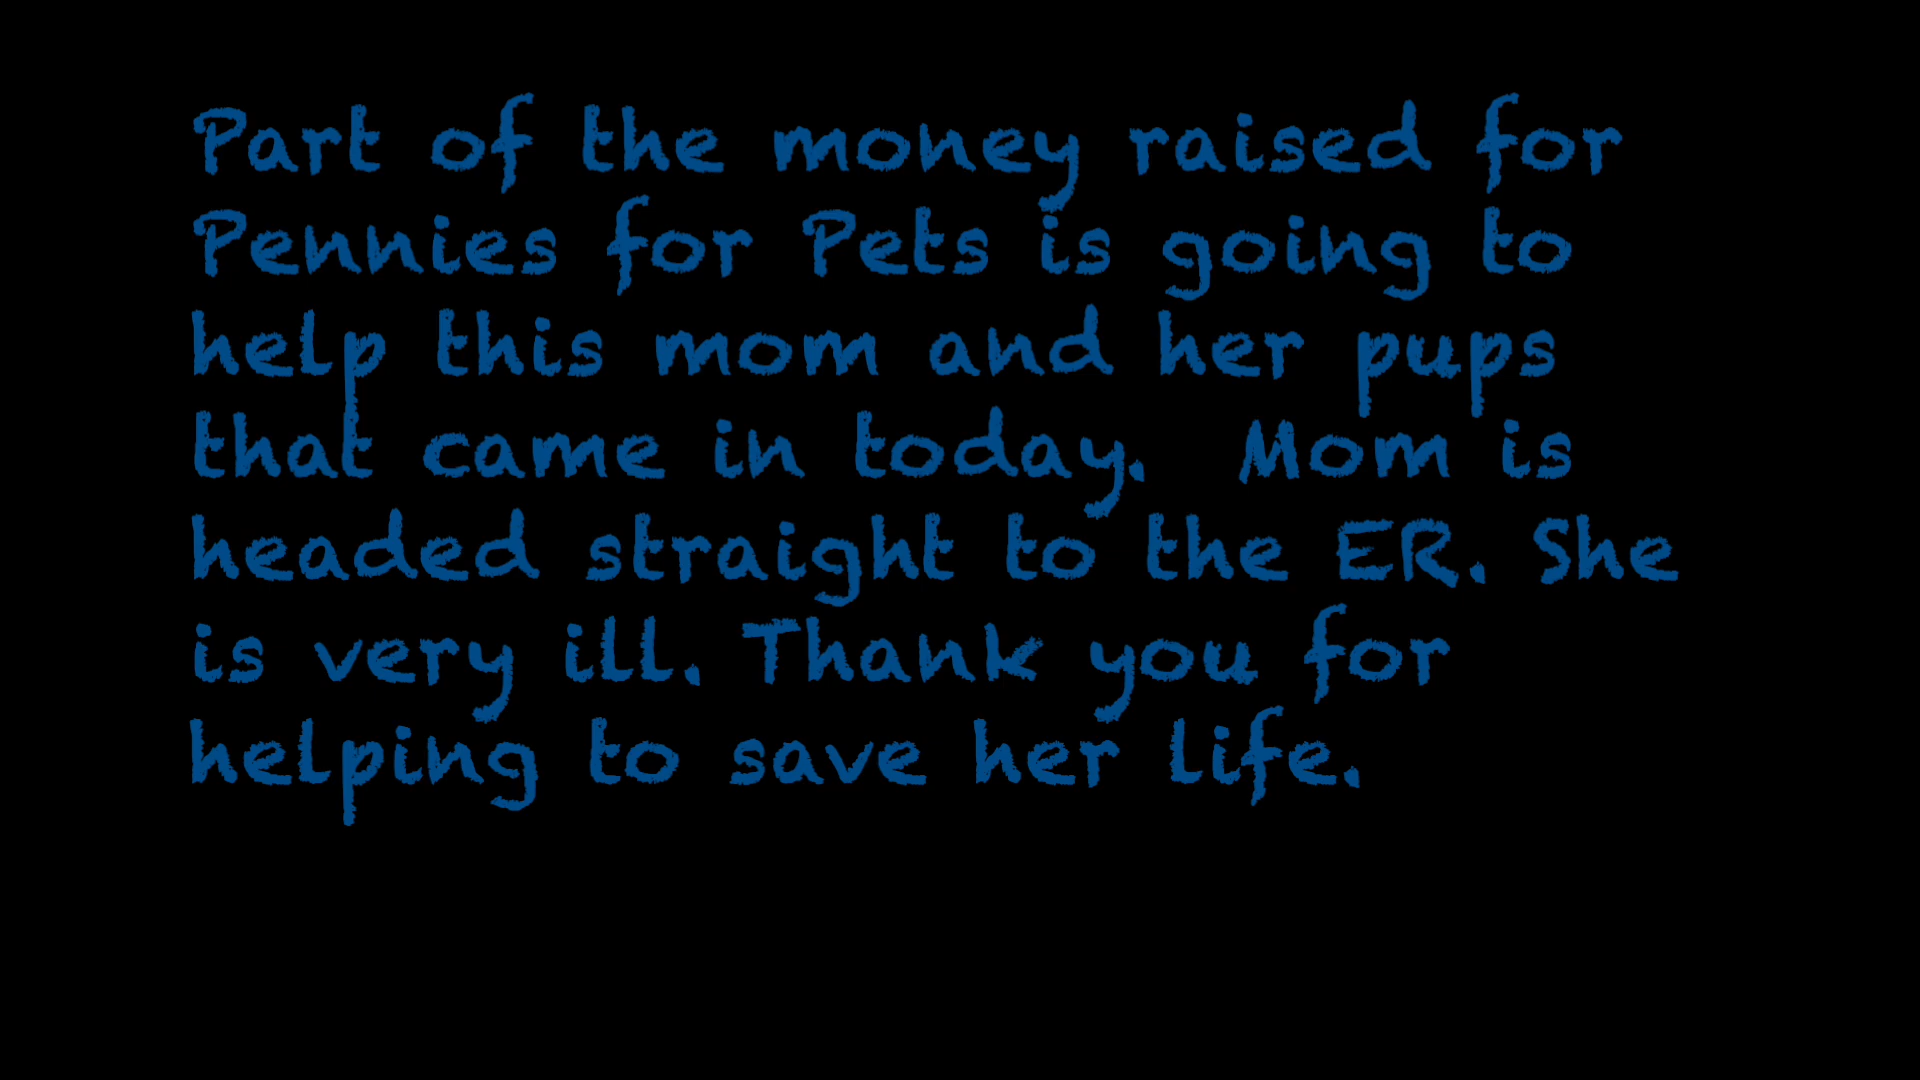 Part of the money raised for
Pennies for Pets is going to
help this mom and her pups
that came in today.  Mom is
headed straight to the ER. She
is very ill. Thank you for
helping to save her life.